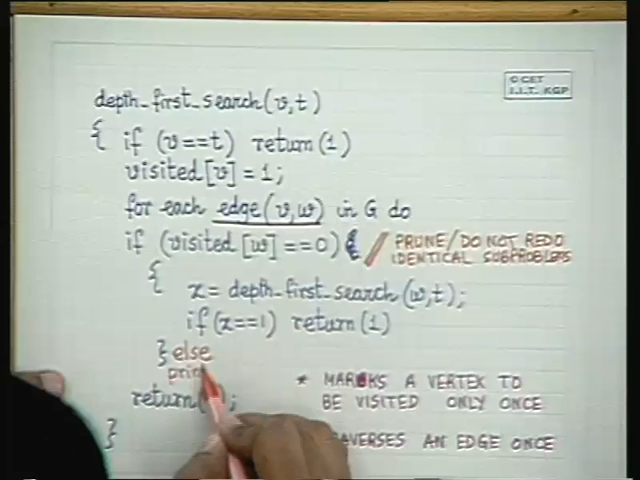 © CET
I.I.T. KGP
depth_first_search(v,t)
{ if (v==t) return(1)
visited[v] = 1;
for each edge(v,w) in G do
if (visited[w]==0) { / PRUNE/DO NOT REDO
IDENTICAL SUBPROBLEMS
{
x = depth_first_search(w,t);
if(x==1) return(1)
} else
prin
* MARKS A VERTEX TO
return( ;
BE VISITED ONLY ONCE
}
AVERSES AN EDGE ONCE